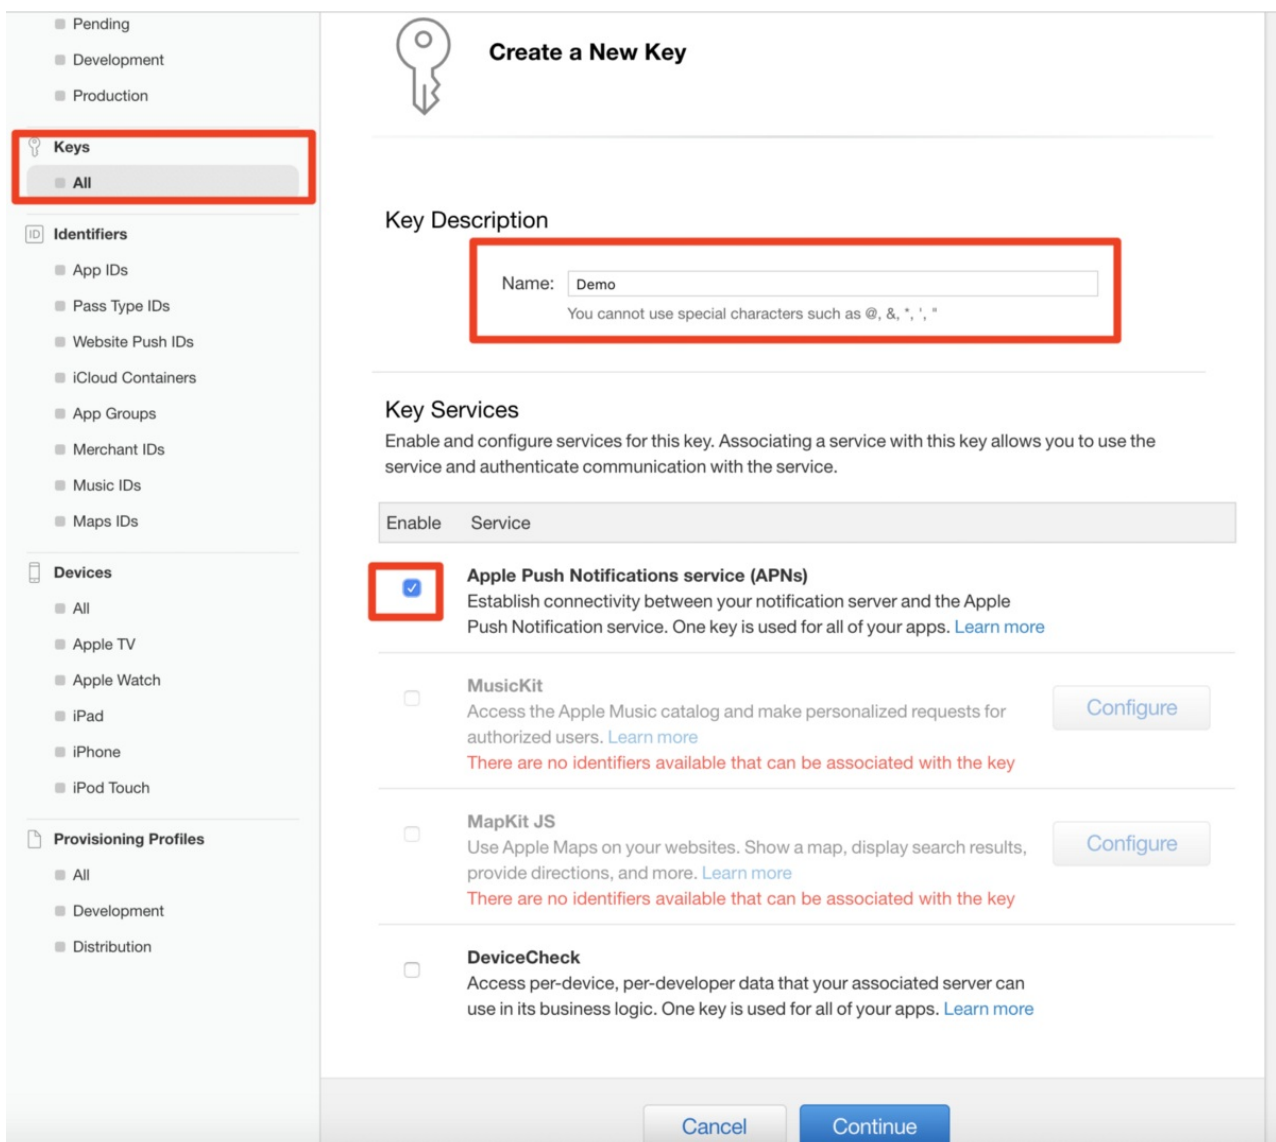 Pending
Development
Production
Keys
All
ID
Identifiers
App IDs
Pass Type IDs
Website Push IDs
iCloud Containers
App Groups
Merchant IDs
Music IDs
Maps IDs
Devices
All
Apple TV
Apple Watch
iPad
iPhone
iPod Touch
Provisioning Profiles
All
Development
Distribution
Create a New Key
Key Description
Name: Demo
You cannot use special characters such as @, &, *, ', "
Key Services
Enable and configure services for this key. Associating a service with this key allows you to use the
service and authenticate communication with the service.
Enable Service
Apple Push Notifications service (APNs)
Establish connectivity between your notification server and the Apple
Push Notification service. One key is used for all of your apps. Learn more
MusicKit
Access the Apple Music catalog and make personalized requests for
authorized users. Learn more
There are no identifiers available that can be associated with the key
Configure
MapKit JS
Use Apple Maps on your websites. Show a map, display search results,
provide directions, and more. Learn more
There are no identifiers available that can be associated with the key
Configure
DeviceCheck
Access per-device, per-developer data that your associated server can
use in its business logic. One key is used for all of your apps. Learn more
Cancel Continue